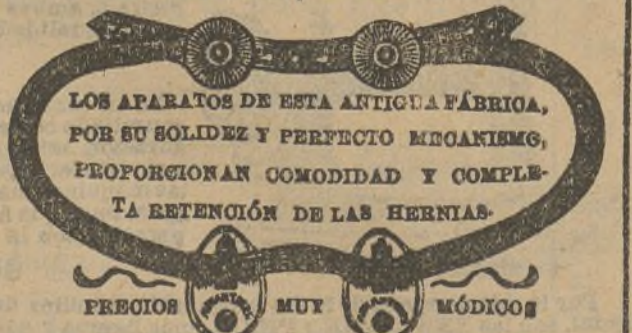 LOS APARATOS DE ESTA ANTIGUA FÁBRICA,
POR SU SOLIDEZ Y PERFECTO MECANISMO,
PROPORCIONAN COMODIDAD Y COMPLE-
TA RETENCIÓN DE LAS HERNIAS.
PRECIOS MUY MÓDICOS